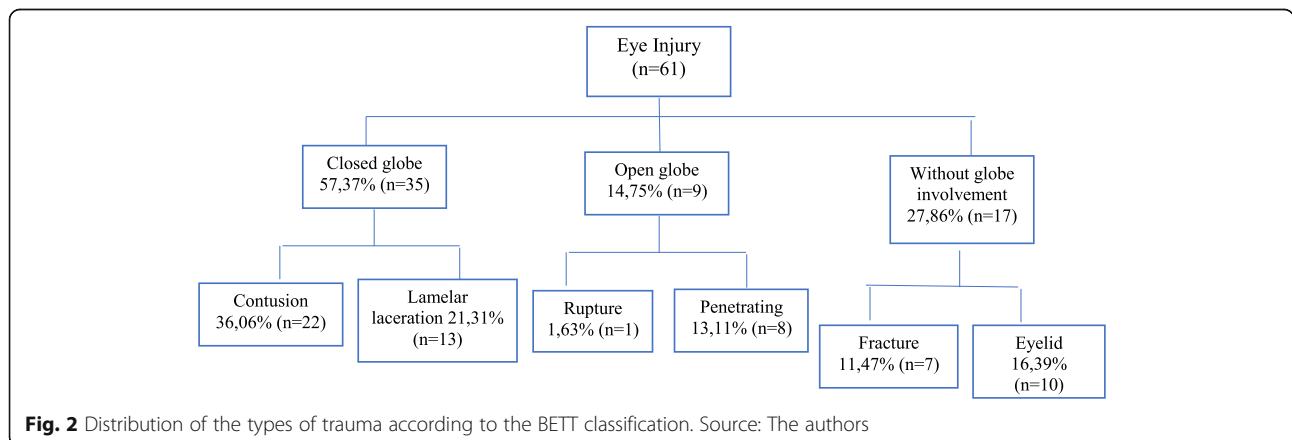 Eye Injury
(n=61)
Closed globe
57,37% (n=35)
Open globe
14,75% (n=9)
Without globe
involvement
27,86% (n=17)
Contusion
36,06% (n=22)
Lamelar
laceration 21,31%
(n=13)
Rupture
1,63% (n=1)
Penetrating
13,11% (n=8)
Fracture
11,47% (n=7)
Eyelid
16,39%
(n=10)
Fig. 2 Distribution of the types of trauma according to the BETT classification. Source: The authors